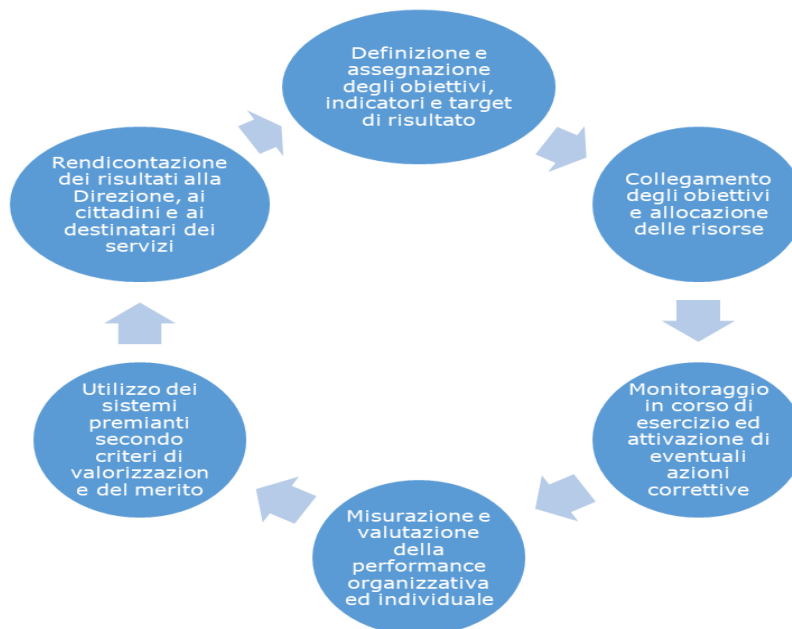 Definizione e
assegnazione
degli obiettivi,
indicatori e target
di risultato
Collegamento
degli obiettivi
e allocazione
delle risorse
Monitoraggio
in corso di
esercizio ed
attivazione di
eventuali
azioni
correttive
Misurazione e
valutazione
della
performance
organizzativa
ed individuale
Utilizzo dei
sistemi
premianti
secondo
criteri di
valorizzazion
e del merito
Rendicontazione
dei risultati alla
Direzione, ai
cittadini e ai
destinatari dei
servizi